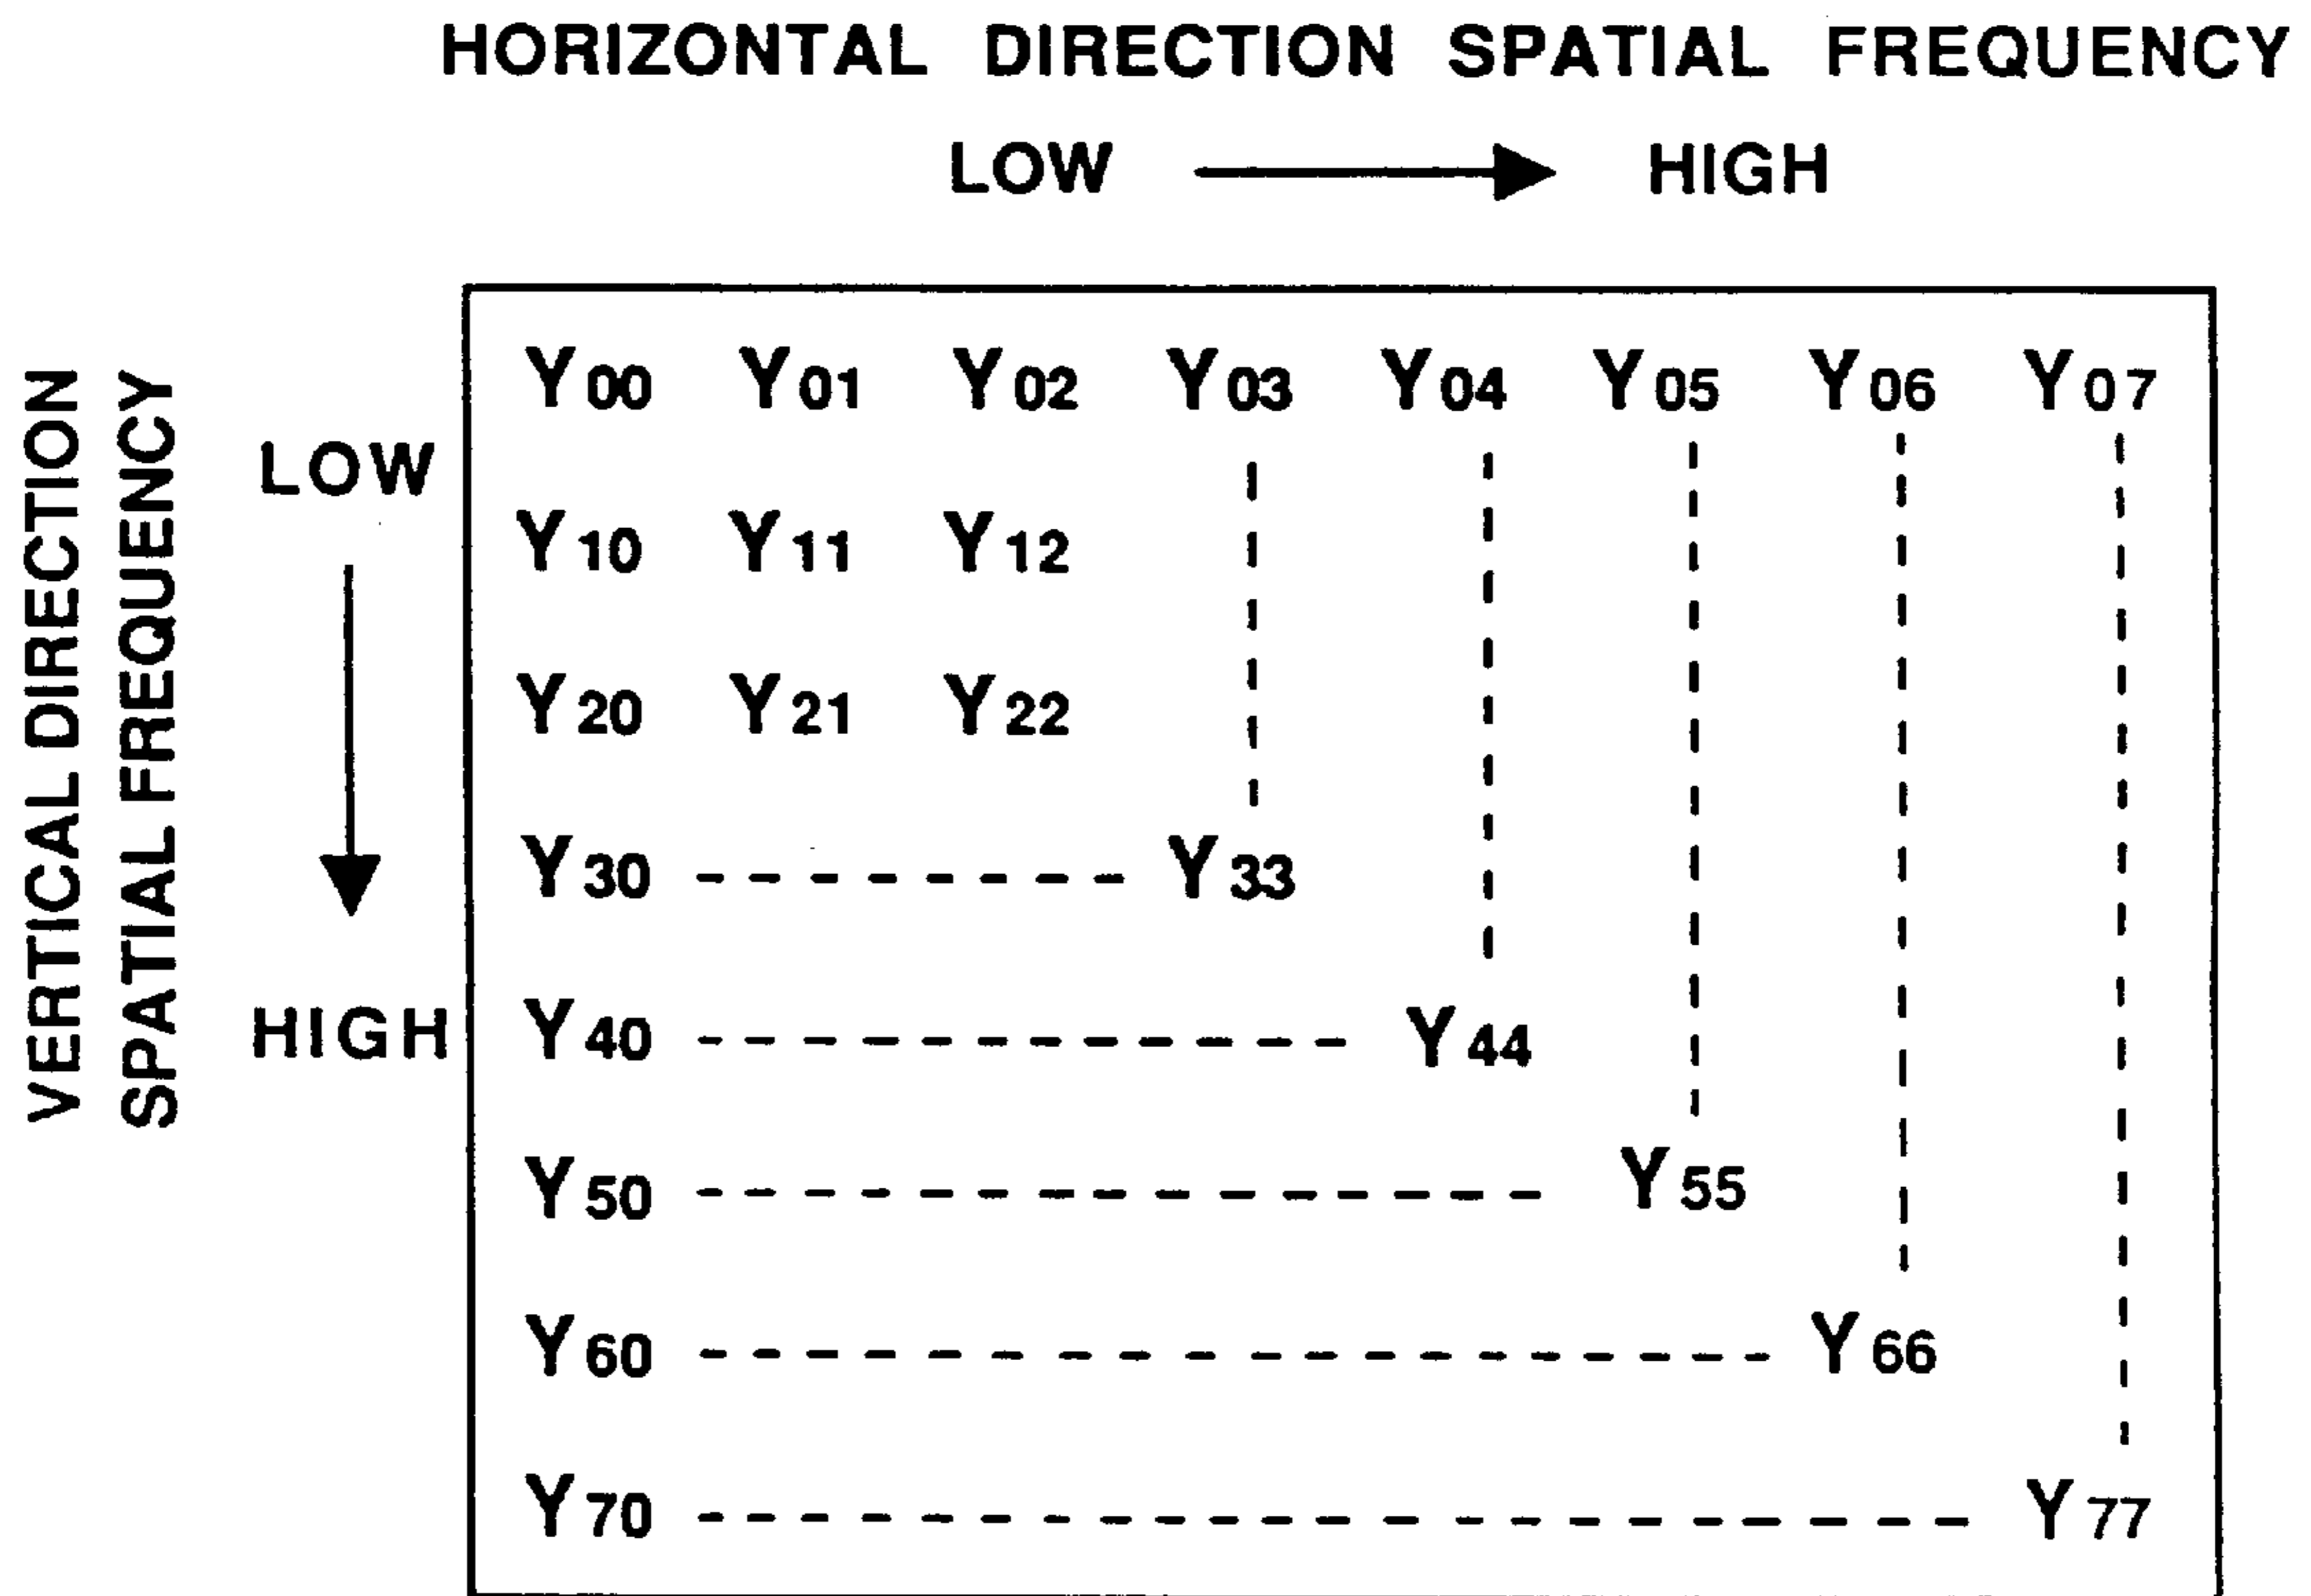 HORIZONTAL DIRECTION SPATIAL FREQUENCY
LOW HIGH
VERTICAL DIRECTION
SPATIAL FREQUENCY
LOW
HIGH
Y00 Y01 Y02 Y03 Y04 Y05 Y06 Y07
Y10 Y11 Y12
Y20 Y21 Y22
Y30 Y33
Y40 Y44
Y50 Y55
Y60 Y66
Y70 Y77